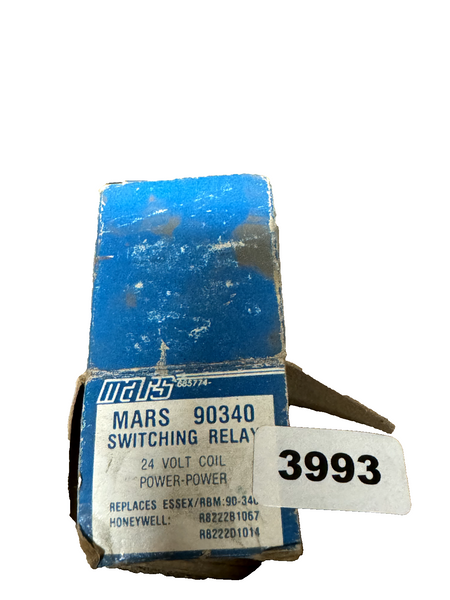 mars
685774-
MARS 90340
SWITCHING RELAY
24 VOLT COIL
POWER-POWER
REPLACES ESSEX/RBM:90-340
HONEYWELL: R8222B1067
R8222D1014
3993